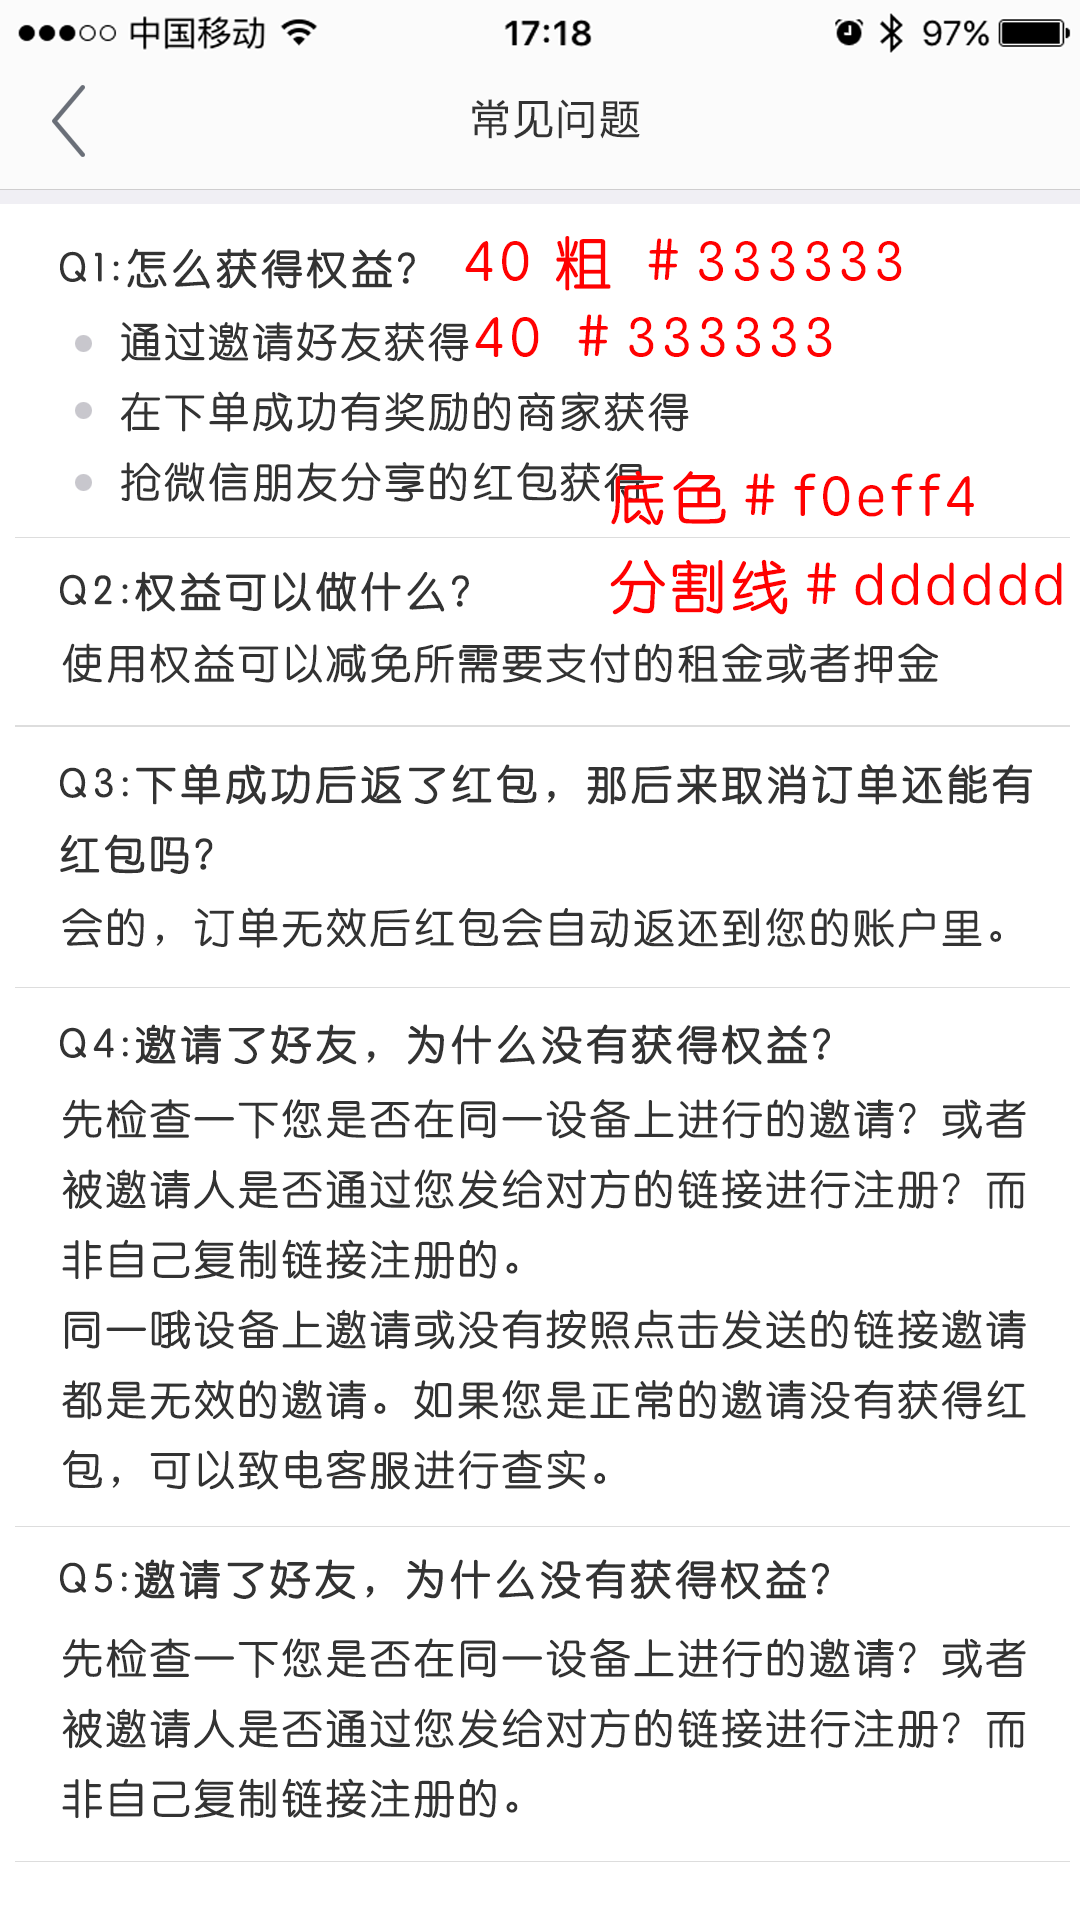 中国移动 17:18 97%
常见问题
Q1:怎么获得权益? 40 粗 #333333
通过邀请好友获得40 #333333
在下单成功有奖励的商家获得
抢微信朋友分享的红包获得
底色#f0eff4
分割线#dddddd
Q2:权益可以做什么?
使用权益可以减免所需要支付的租金或者押金
Q3:下单成功后返了红包，那后来取消订单还能有
红包吗?
会的，订单无效后红包会自动返还到您的账户里。
Q4:邀请了好友，为什么没有获得权益?
先检查一下您是否在同一设备上进行的邀请? 或者
被邀请人是否通过您发给对方的链接进行注册? 而
非自己复制链接注册的。
同一哦设备上邀请或没有按照点击发送的链接邀请
都是无效的邀请。如果您是正常的邀请没有获得红
包，可以致电客服进行查实。
Q5:邀请了好友，为什么没有获得权益?
先检查一下您是否在同一设备上进行的邀请? 或者
被邀请人是否通过您发给对方的链接进行注册? 而
非自己复制链接注册的。